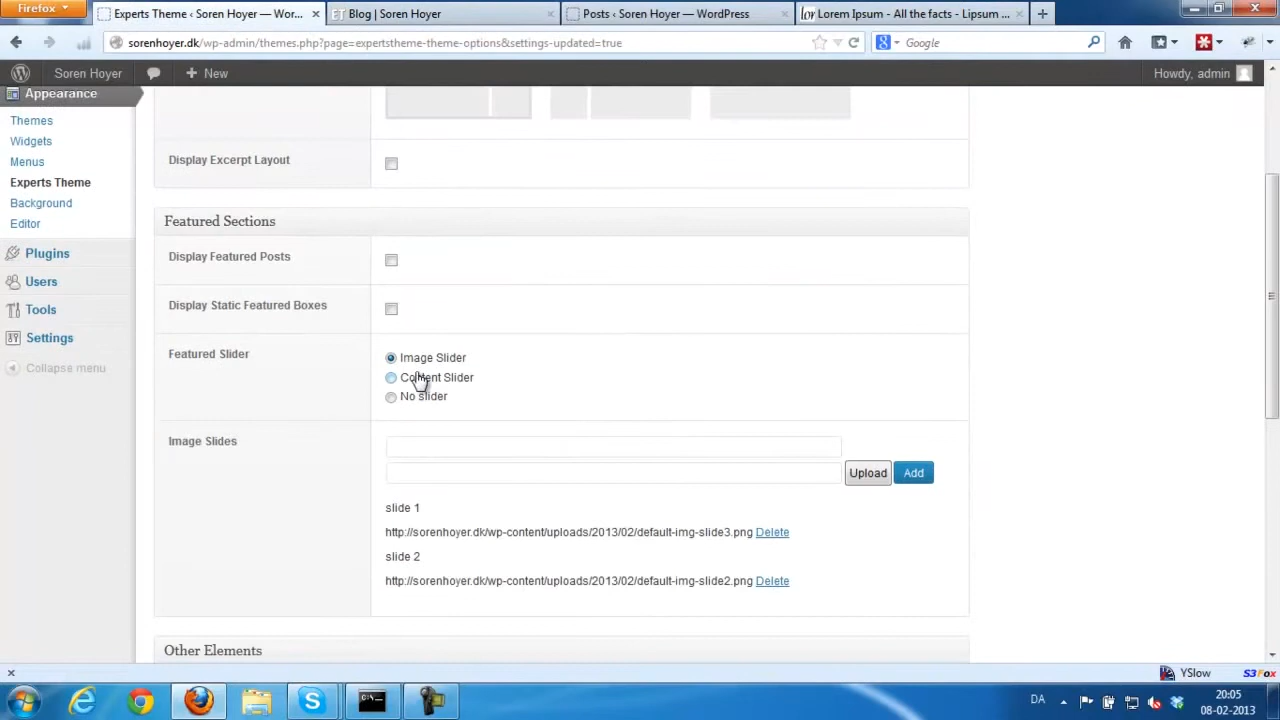 Firefox
Experts Theme ‹ Soren Hoyer — Wor...
Blog | Soren Hoyer
Posts ‹ Soren Hoyer — WordPress
Lorem Ipsum - All the facts - Lipsum ...
sorenhoyer.dk/wp-admin/themes.php?page=expertstheme-theme-options&settings-updated=true
Google
Soren Hoyer
New
Howdy, admin
Appearance
Themes
Widgets
Menus
Experts Theme
Background
Editor
Plugins
Users
Tools
Settings
Collapse menu
Display Excerpt Layout
Featured Sections
Display Featured Posts
Display Static Featured Boxes
Featured Slider
Image Slider
Content Slider
No slider
Image Slides
Upload
Add
slide 1
http://sorenhoyer.dk/wp-content/uploads/2013/02/default-img-slide3.png Delete
slide 2
http://sorenhoyer.dk/wp-content/uploads/2013/02/default-img-slide2.png Delete
Other Elements
YSlow
S3Fox
DA
20:05
08-02-2013